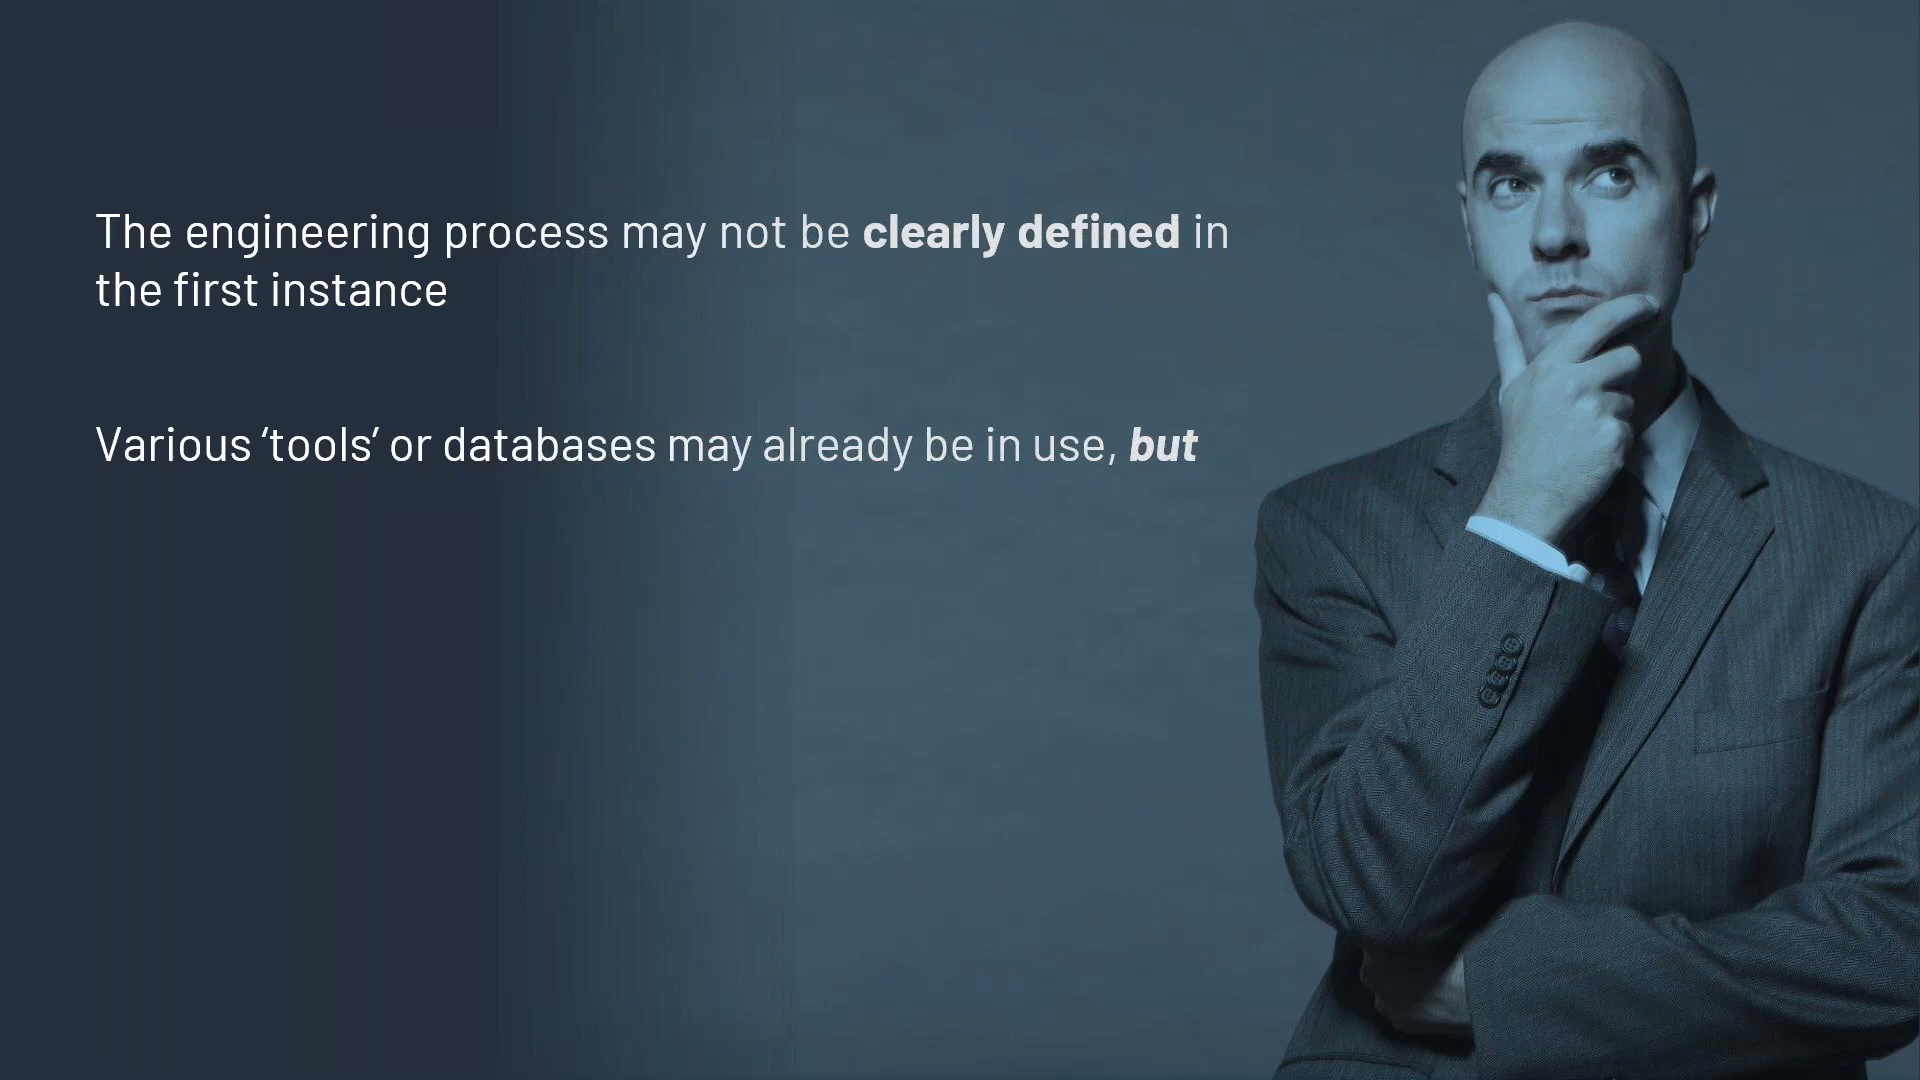 The engineering process may not be clearly defined in
the first instance
Various ‘tools’ or databases may already be in use, but